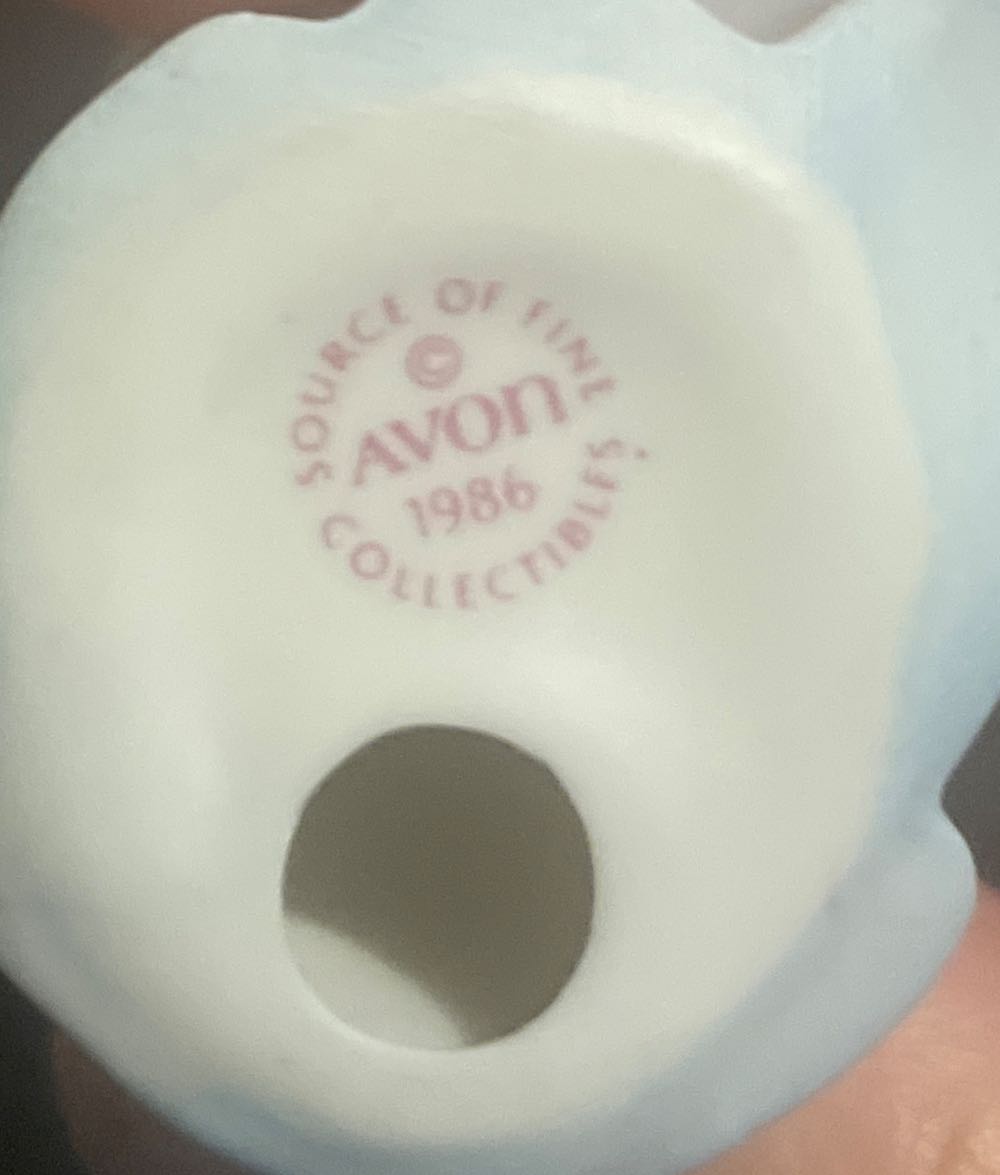 SOURCE OF FINE
©
AVON
1986
COLLECTIBLES